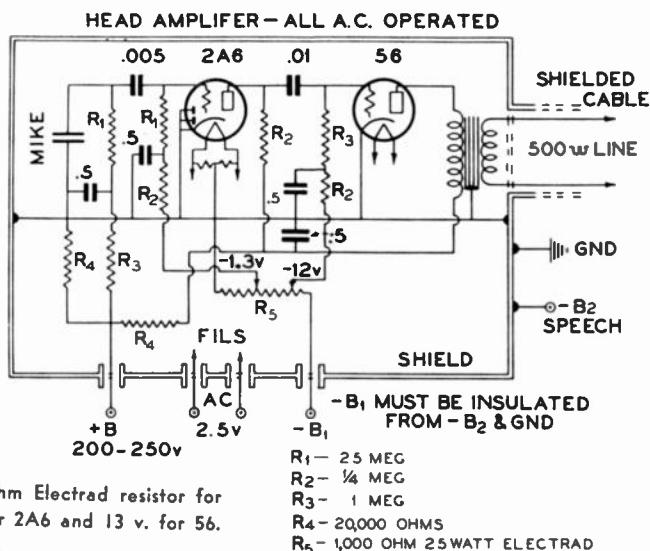 HEAD AMPLIFER – ALL A.C. OPERATED
.005 2A6 .01 56
SHIELDED
CABLE
MIKE
R1 R1 R2 R3
500 ω LINE
.5 .5 R2 .5 R2
.5
R4 R3 -1.3v -12v
GND
R5
R4
-B2
SPEECH
FILS
SHIELD
AC
+B 2.5v -B1
200-250v
-B1 MUST BE INSULATED
FROM -B2 & GND
R1 – 25 MEG
R2 – ¼ MEG
R3 – 1 MEG
R4 – 20,000 OHMS
R5 – 1,000 OHM 25 WATT ELECTRAD
hm Electrad resistor for
r 2A6 and 13 v. for 56.